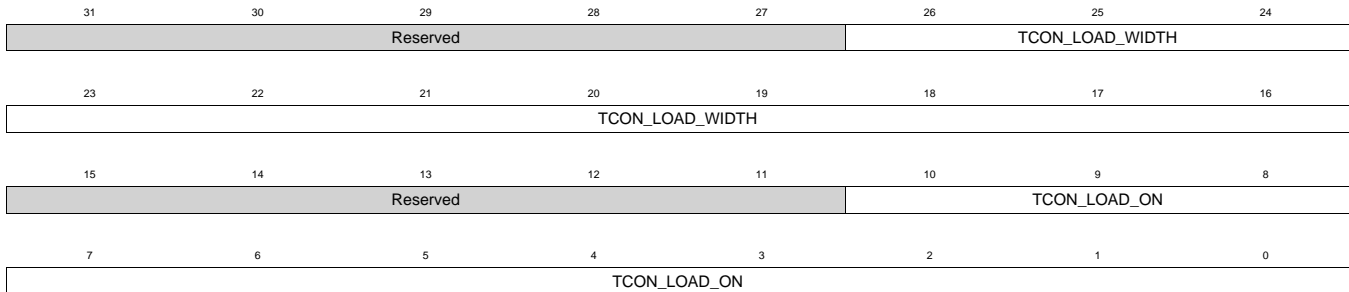 31 30 29 28 27 26 25 24
Reserved TCON_LOAD_WIDTH
23 22 21 20 19 18 17 16
TCON_LOAD_WIDTH
15 14 13 12 11 10 9 8
Reserved TCON_LOAD_ON
7 6 5 4 3 2 1 0
TCON_LOAD_ON